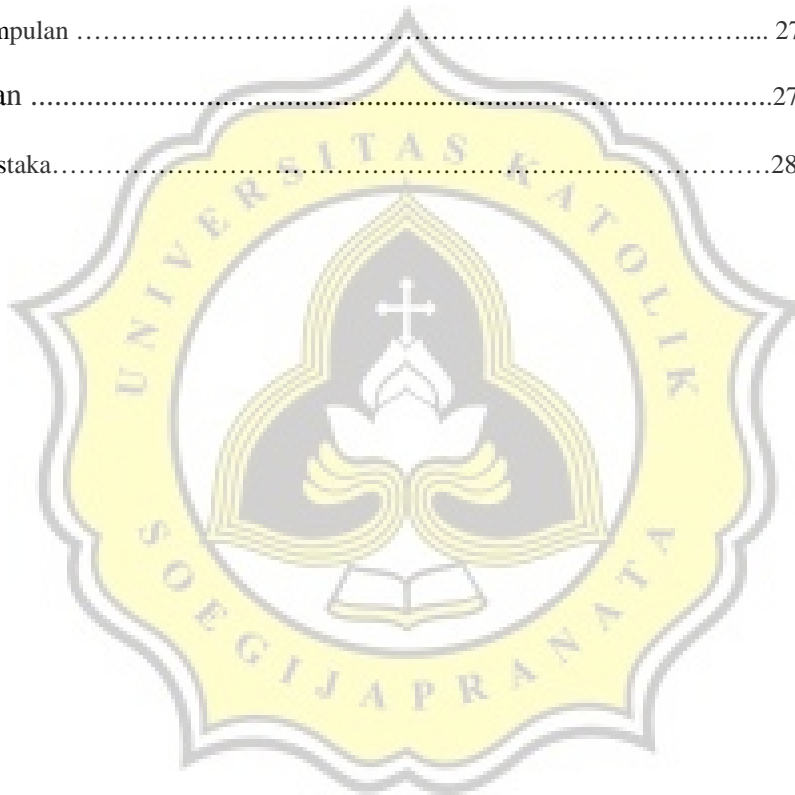 mpulan ………………………………………………………………………….... 27
an ...............................................................................................................27
staka……………………………………………………………………………28
UNIVERSITAS KATOLIK
SOEGIJAPRANATA